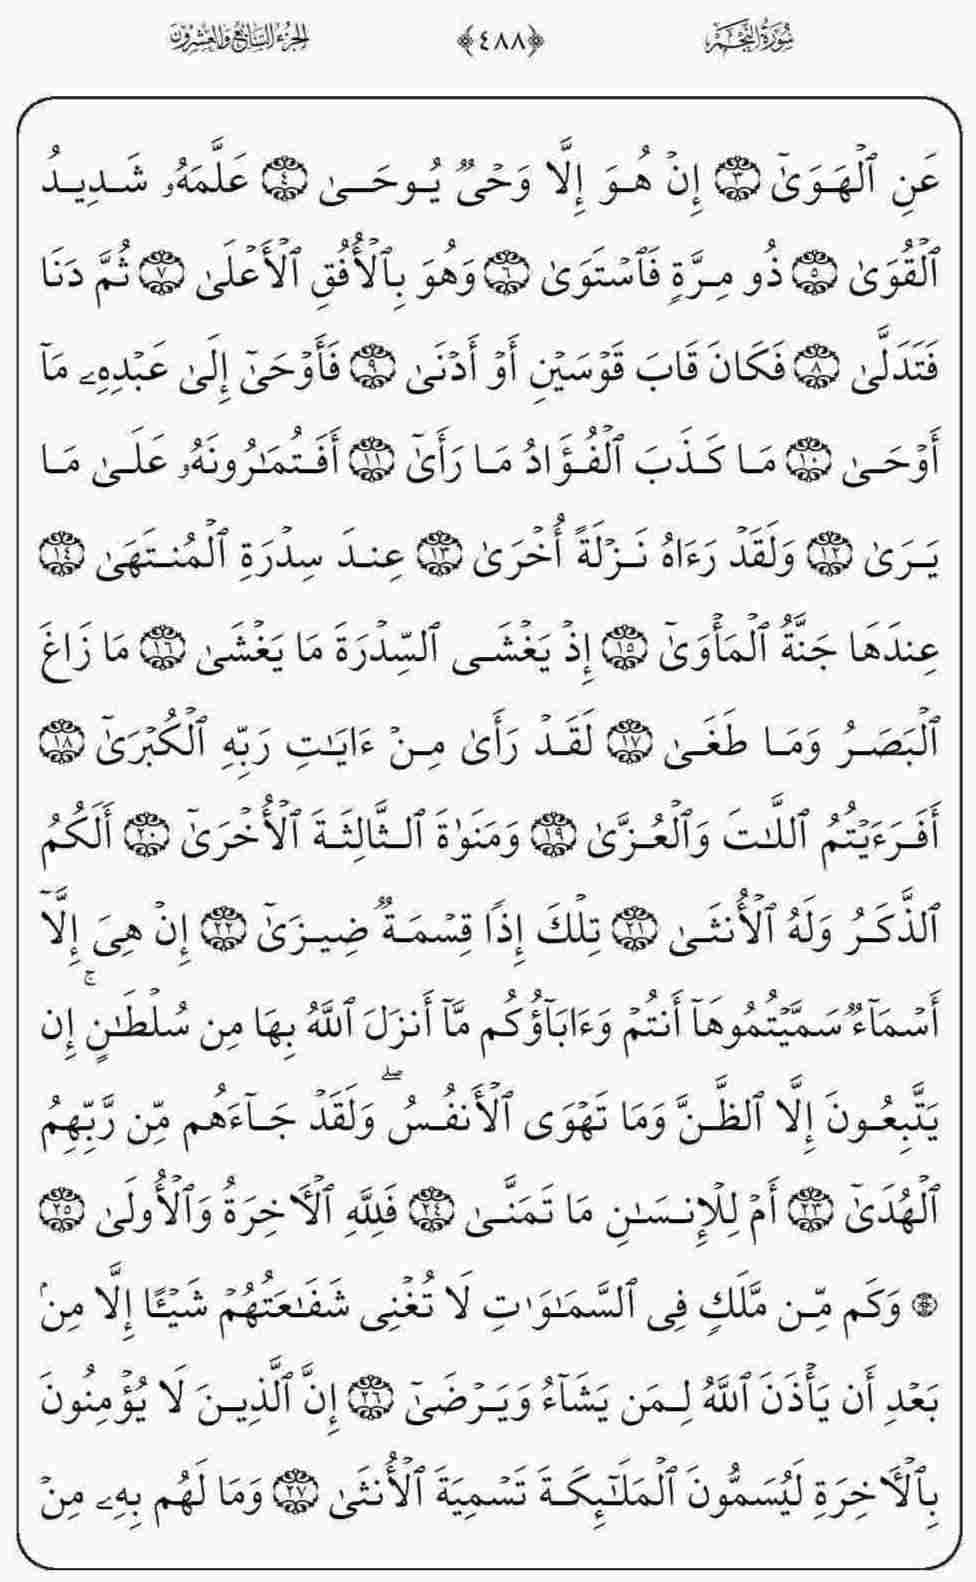 سُورَةُ النَّجْمِ ﴿٤٨٨﴾ الجُزْءُ السَّابِعُ وَالعِشْرُونَ
عَنِ ٱلْهَوَىٰٓ ٣ إِنْ هُوَ إِلَّا وَحْىٌ يُوحَىٰ ٤ عَلَّمَهُۥ شَدِيدُ
ٱلْقُوَىٰ ٥ ذُو مِرَّةٍ فَٱسْتَوَىٰ ٦ وَهُوَ بِٱلْأُفُقِ ٱلْأَعْلَىٰ ٧ ثُمَّ دَنَا
فَتَدَلَّىٰ ٨ فَكَانَ قَابَ قَوْسَيْنِ أَوْ أَدْنَىٰ ٩ فَأَوْحَىٰٓ إِلَىٰ عَبْدِهِۦ مَآ
أَوْحَىٰ ١٠ مَا كَذَبَ ٱلْفُؤَادُ مَا رَأَىٰٓ ١١ أَفَتُمَٰرُونَهُۥ عَلَىٰ مَا
يَرَىٰ ١٢ وَلَقَدْ رَءَاهُ نَزْلَةً أُخْرَىٰ ١٣ عِندَ سِدْرَةِ ٱلْمُنتَهَىٰ ١٤
عِندَهَا جَنَّةُ ٱلْمَأْوَىٰٓ ١٥ إِذْ يَغْشَى ٱلسِّدْرَةَ مَا يَغْشَىٰ ١٦ مَا زَاغَ
ٱلْبَصَرُ وَمَا طَغَىٰ ١٧ لَقَدْ رَأَىٰ مِنْ ءَايَٰتِ رَبِّهِ ٱلْكُبْرَىٰٓ ١٨
أَفَرَءَيْتُمُ ٱللَّٰتَ وَٱلْعُزَّىٰ ١٩ وَمَنَوٰةَ ٱلثَّالِثَةَ ٱلْأُخْرَىٰٓ ٢٠ أَلَكُمُ
ٱلذَّكَرُ وَلَهُ ٱلْأُنثَىٰ ٢١ تِلْكَ إِذًا قِسْمَةٌ ضِيزَىٰٓ ٢٢ إِنْ هِىَ إِلَّآ
أَسْمَآءٌ سَمَّيْتُمُوهَآ أَنتُمْ وَءَابَآؤُكُم مَّآ أَنزَلَ ٱللَّهُ بِهَا مِن سُلْطَٰنٍ ۚ إِن
يَتَّبِعُونَ إِلَّا ٱلظَّنَّ وَمَا تَهْوَى ٱلْأَنفُسُ ۖ وَلَقَدْ جَآءَهُم مِّن رَّبِّهِمُ
ٱلْهُدَىٰٓ ٢٣ أَمْ لِلْإِنسَٰنِ مَا تَمَنَّىٰ ٢٤ فَلِلَّهِ ٱلْـَٔاخِرَةُ وَٱلْأُولَىٰ ٢٥
۞ وَكَم مِّن مَّلَكٍ فِى ٱلسَّمَٰوَٰتِ لَا تُغْنِى شَفَٰعَتُهُمْ شَيْـًٔا إِلَّا مِنۢ
بَعْدِ أَن يَأْذَنَ ٱللَّهُ لِمَن يَشَآءُ وَيَرْضَىٰٓ ٢٦ إِنَّ ٱلَّذِينَ لَا يُؤْمِنُونَ
بِٱلْـَٔاخِرَةِ لَيُسَمُّونَ ٱلْمَلَٰٓئِكَةَ تَسْمِيَةَ ٱلْأُنثَىٰ ٢٧ وَمَا لَهُم بِهِۦ مِنْ